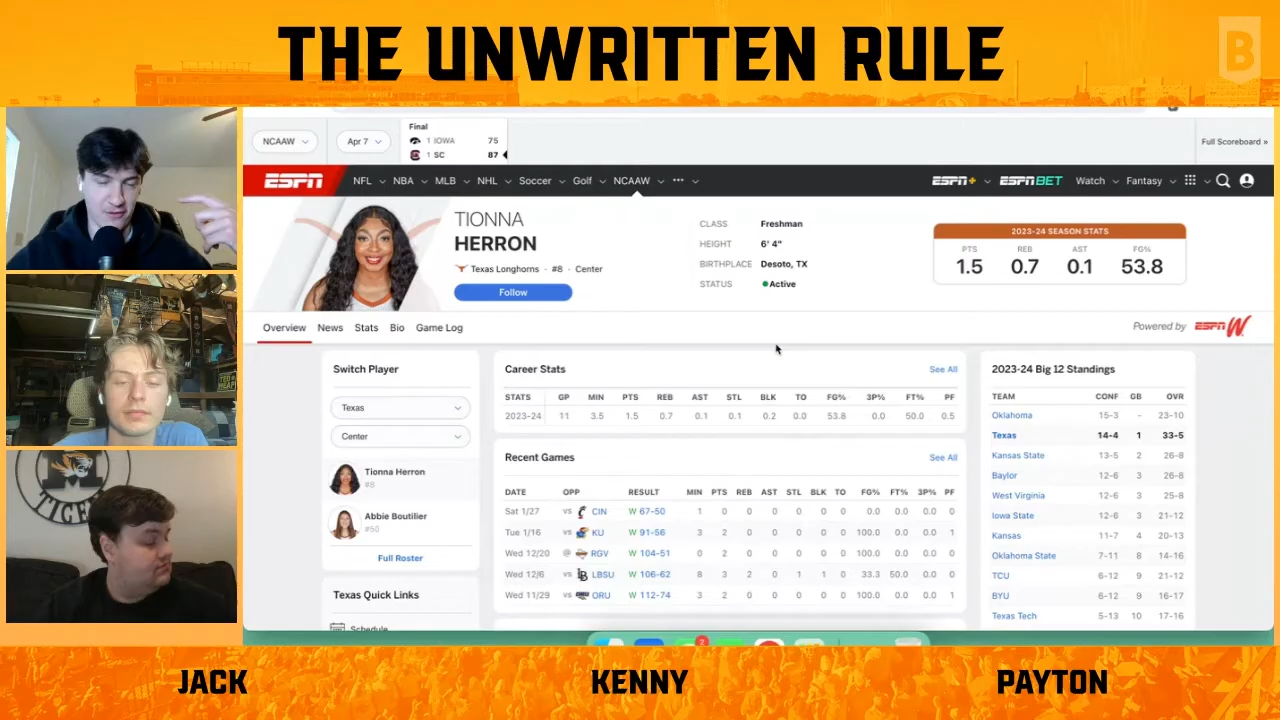 THE UNWRITTEN RULE
B
NCAAW
Apr 7
Final
1 IOWA 75
1 SC 87
Full Scoreboard »
ESPN NFL NBA MLB NHL Soccer Golf NCAAW ••• ESPN+ ESPN BET Watch Fantasy
TIONNA
HERRON
Texas Longhorns · #8 · Center
Follow
CLASS Freshman
HEIGHT 6' 4"
BIRTHPLACE Desoto, TX
STATUS Active
2023-24 SEASON STATS
PTS REB AST FG%
1.5 0.7 0.1 53.8
Overview News Stats Bio Game Log
Powered by ESPN W
Switch Player
Texas
Center
Tionna Herron
#8
Abbie Boutilier
#50
Full Roster
Texas Quick Links
Schedule
Career Stats See All
STATS GP MIN PTS REB AST STL BLK TO FG% 3P% FT% PF
2023-24 11 3.5 1.5 0.7 0.1 0.1 0.2 0.0 53.8 0.0 50.0 0.5
Recent Games See All
DATE OPP RESULT MIN PTS REB AST STL BLK TO FG% FT% 3P% PF
Sat 1/27 vs CIN W 67-50 1 0 0 0 0 0 0 0.0 0.0 0.0 0
Tue 1/16 vs KU W 91-56 3 2 0 0 0 0 0 100.0 0.0 0.0 1
Wed 12/20 @ RGV W 104-51 0 2 0 0 0 0 0 100.0 0.0 0.0 0
Wed 12/6 vs LBSU W 106-62 8 3 2 0 1 1 0 33.3 50.0 0.0 0
Wed 11/29 vs ORU W 112-74 3 2 0 0 0 0 0 100.0 0.0 0.0 1
2023-24 Big 12 Standings
TEAM CONF GB OVR
Oklahoma 15-3 - 23-10
Texas 14-4 1 33-5
Kansas State 13-5 2 26-8
Baylor 12-6 3 26-8
West Virginia 12-6 3 25-8
Iowa State 12-6 3 21-12
Kansas 11-7 4 20-13
Oklahoma State 7-11 8 14-16
TCU 6-12 9 21-12
BYU 6-12 9 16-17
Texas Tech 5-13 10 17-16
2
JACK
KENNY
PAYTON